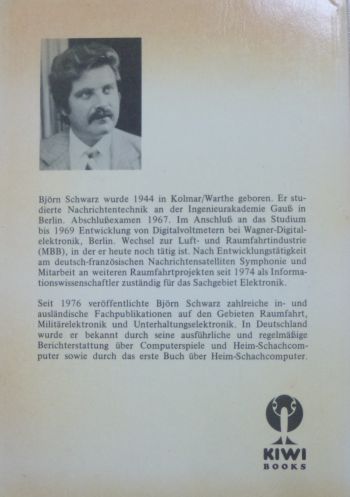 Björn Schwarz wurde 1944 in Kolmar/Warthe geboren. Er stu-
dierte Nachrichtentechnik an der Ingenieurakademie Gauß in
Berlin. Abschlußexamen 1967. Im Anschluß an das Studium
bis 1969 Entwicklung von Digitalvoltmetern bei Wagner-Digital-
elektronik, Berlin. Wechsel zur Luft- und Raumfahrtindustrie
(MBB), in der er heute noch tätig ist. Nach Entwicklungstätigkeit
am deutsch-französischen Nachrichtensatelliten Symphonie und
Mitarbeit an weiteren Raumfahrtprojekten seit 1974 als Informa-
tionswissenschaftler zuständig für das Sachgebiet Elektronik.
Seit 1976 veröffentlichte Björn Schwarz zahlreiche in- und
ausländische Fachpublikationen auf den Gebieten Raumfahrt,
Militärelektronik und Unterhaltungselektronik. In Deutschland
wurde er bekannt durch seine ausführliche und regelmäßige
Berichterstattung über Computerspiele und Heim-Schachcom-
puter sowie durch das erste Buch über Heim-Schachcomputer.
KIWI
BOOKS